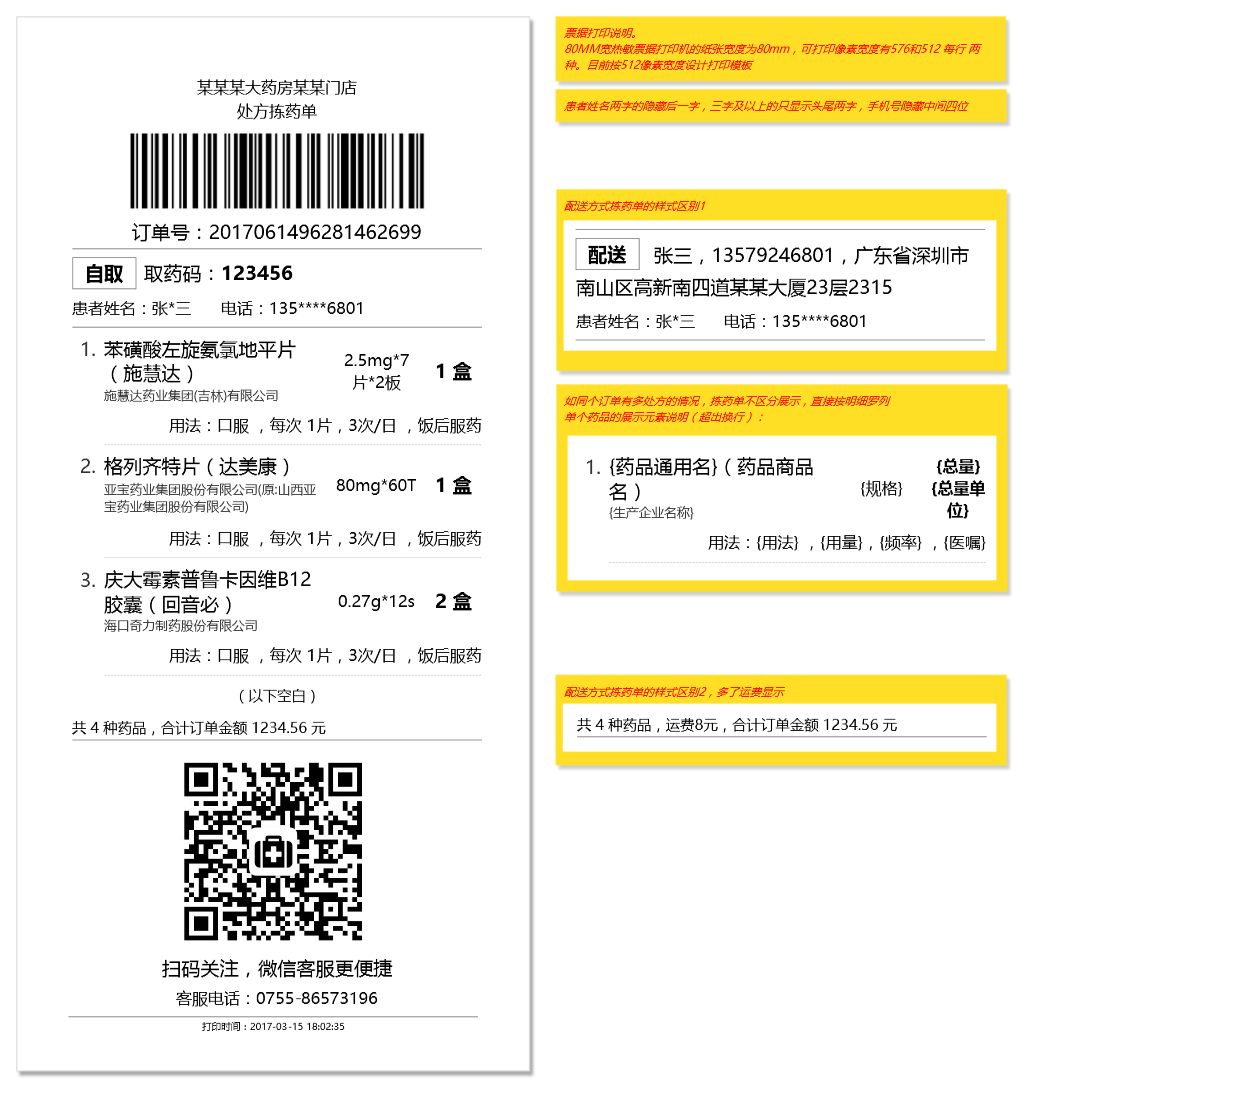 某某某大药房某某门店
处方拣药单
订单号：2017061496281462699
自取 取药码：123456
患者姓名：张*三 电话：135****6801
1. 苯磺酸左旋氨氯地平片
（施慧达）
施慧达药业集团(吉林)有限公司
2.5mg*7
片*2板
1 盒
用法：口服 ，每次 1片，3次/日 ，饭后服药
2. 格列齐特片（达美康）
亚宝药业集团股份有限公司(原:山西亚
宝药业集团股份有限公司)
80mg*60T
1 盒
用法：口服 ，每次 1片，3次/日 ，饭后服药
3. 庆大霉素普鲁卡因维B12
胶囊（回音必）
海口奇力制药股份有限公司
0.27g*12s
2 盒
用法：口服 ，每次 1片，3次/日 ，饭后服药
（以下空白）
共 4 种药品，合计订单金额 1234.56 元
扫码关注，微信客服更便捷
客服电话：0755-86573196
打印时间：2017-03-15 18:02:35
票据打印说明。
80MM宽热敏票据打印机的纸张宽度为80mm，可打印像素宽度有576和512 每行 两
种。目前按512像素宽度设计打印模板
患者姓名两字的隐藏后一字，三字及以上的只显示头尾两字，手机号隐藏中间四位
配送方式拣药单的样式区别1
配送 张三，13579246801，广东省深圳市
南山区高新南四道某某大厦23层2315
患者姓名：张*三 电话：135****6801
如同个订单有多处方的情况，拣药单不区分展示，直接按明细罗列
单个药品的展示元素说明（超出换行）：
1. {药品通用名}（药品商品
名）
{生产企业名称}
{规格}
{总量}
{总量单
位}
用法：{用法} ，{用量}，{频率} ，{医嘱}
配送方式拣药单的样式区别2，多了运费显示
共 4 种药品，运费8元，合计订单金额 1234.56 元